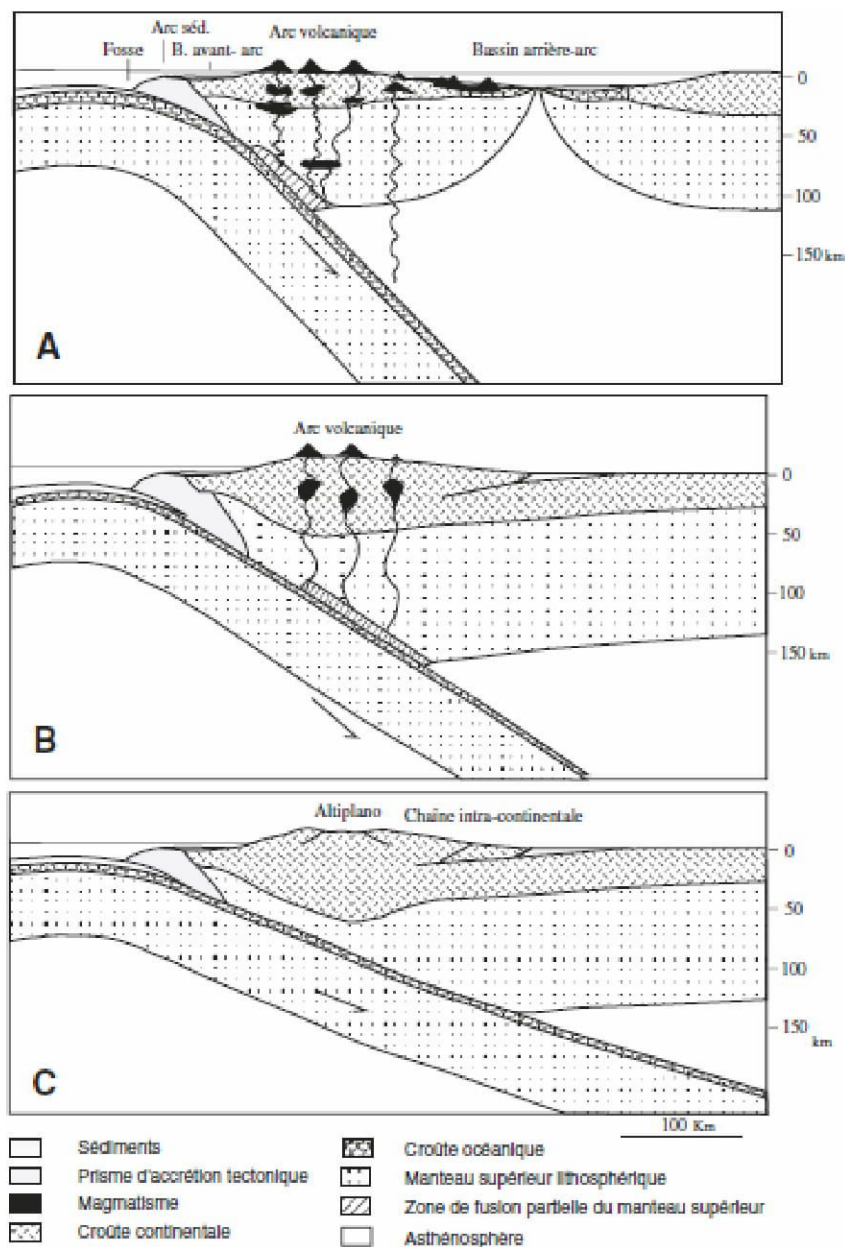 Arc séd.
Fosse B. avant- arc Arc volcanique Bassin arrière-arc
0
50
100
150 km
A
Arc volcanique
0
50
100
150 km
B
Altiplano Chaîne intra-continentale
0
50
100
150
km
C
100 Km
Sédiments
Prisme d'accrétion tectonique
Magmatisme
Croûte continentale
Croûte océanique
Manteau supérieur lithosphérique
Zone de fusion partielle du manteau supérieur
Asthénosphère